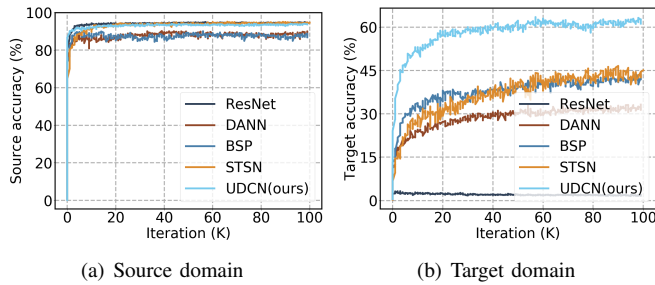 Source accuracy (%)
100
80
60
40
20
0
ResNet
DANN
BSP
STSN
UDCN(ours)
0 20 40 60 80 100
Iteration (K)
(a) Source domain
Target accuracy (%)
60
45
30
15
0
ResNet
DANN
BSP
STSN
UDCN(ours)
0 20 40 60 80 100
Iteration (K)
(b) Target domain